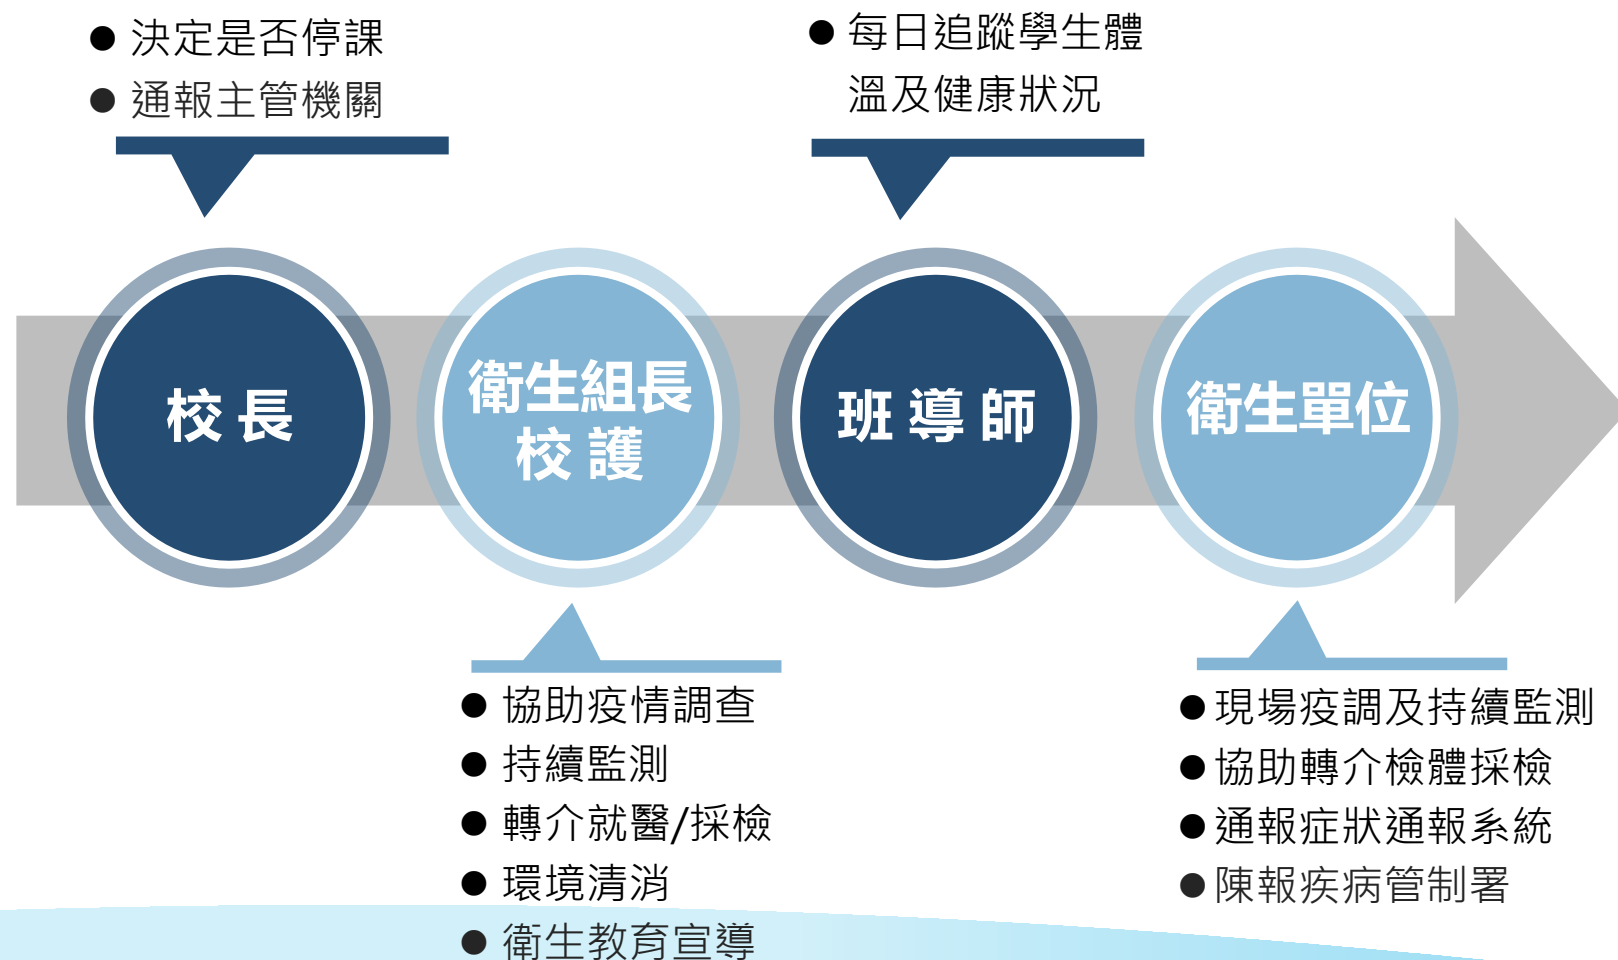 ● 決定是否停課
● 通報主管機關
● 每日追蹤學生體
溫及健康狀況
校長
衛生組長
校護
班導師
衛生單位
● 協助疫情調查
● 持續監測
● 轉介就醫/採檢
● 環境清消
● 衛生教育宣導
● 現場疫調及持續監測
● 協助轉介檢體採檢
● 通報症狀通報系統
● 陳報疾病管制署